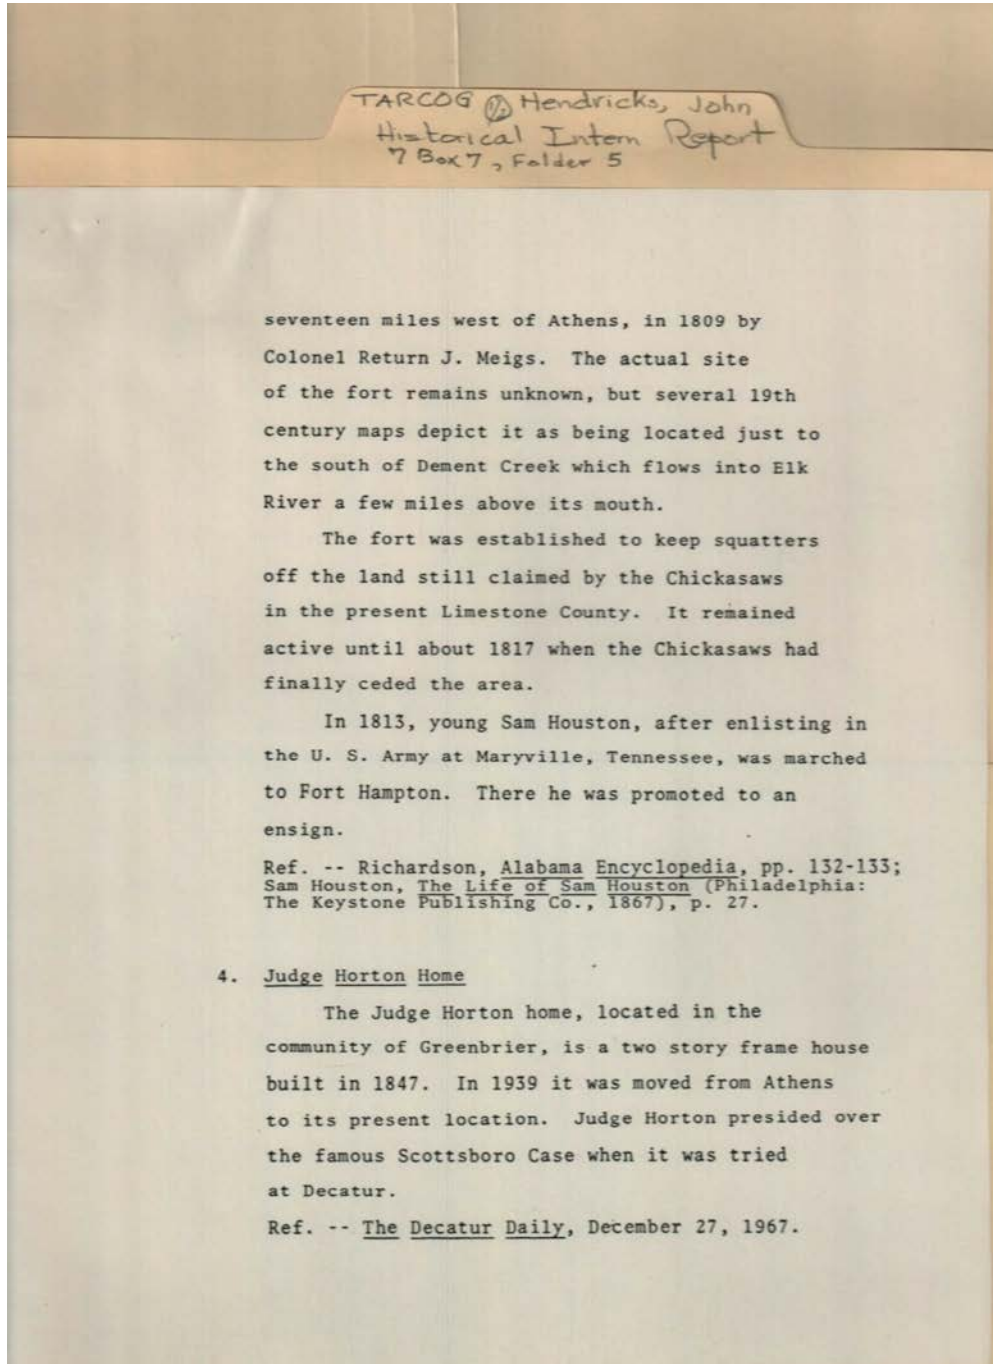 TARCOG 1/2 Hendricks, John
Historical Intern Report
7 Box 7, Folder 5
seventeen miles west of Athens, in 1809 by
Colonel Return J. Meigs. The actual site
of the fort remains unknown, but several 19th
century maps depict it as being located just to
the south of Dement Creek which flows into Elk
River a few miles above its mouth.
The fort was established to keep squatters
off the land still claimed by the Chickasaws
in the present Limestone County. It remained
active until about 1817 when the Chickasaws had
finally ceded the area.
In 1813, young Sam Houston, after enlisting in
the U. S. Army at Maryville, Tennessee, was marched
to Fort Hampton. There he was promoted to an
ensign.
Ref. -- Richardson, Alabama Encyclopedia, pp. 132-133;
Sam Houston, The Life of Sam Houston (Philadelphia:
The Keystone Publishing Co., 1867), p. 27.
4. Judge Horton Home
The Judge Horton home, located in the
community of Greenbrier, is a two story frame house
built in 1847. In 1939 it was moved from Athens
to its present location. Judge Horton presided over
the famous Scottsboro Case when it was tried
at Decatur.
Ref. -- The Decatur Daily, December 27, 1967.